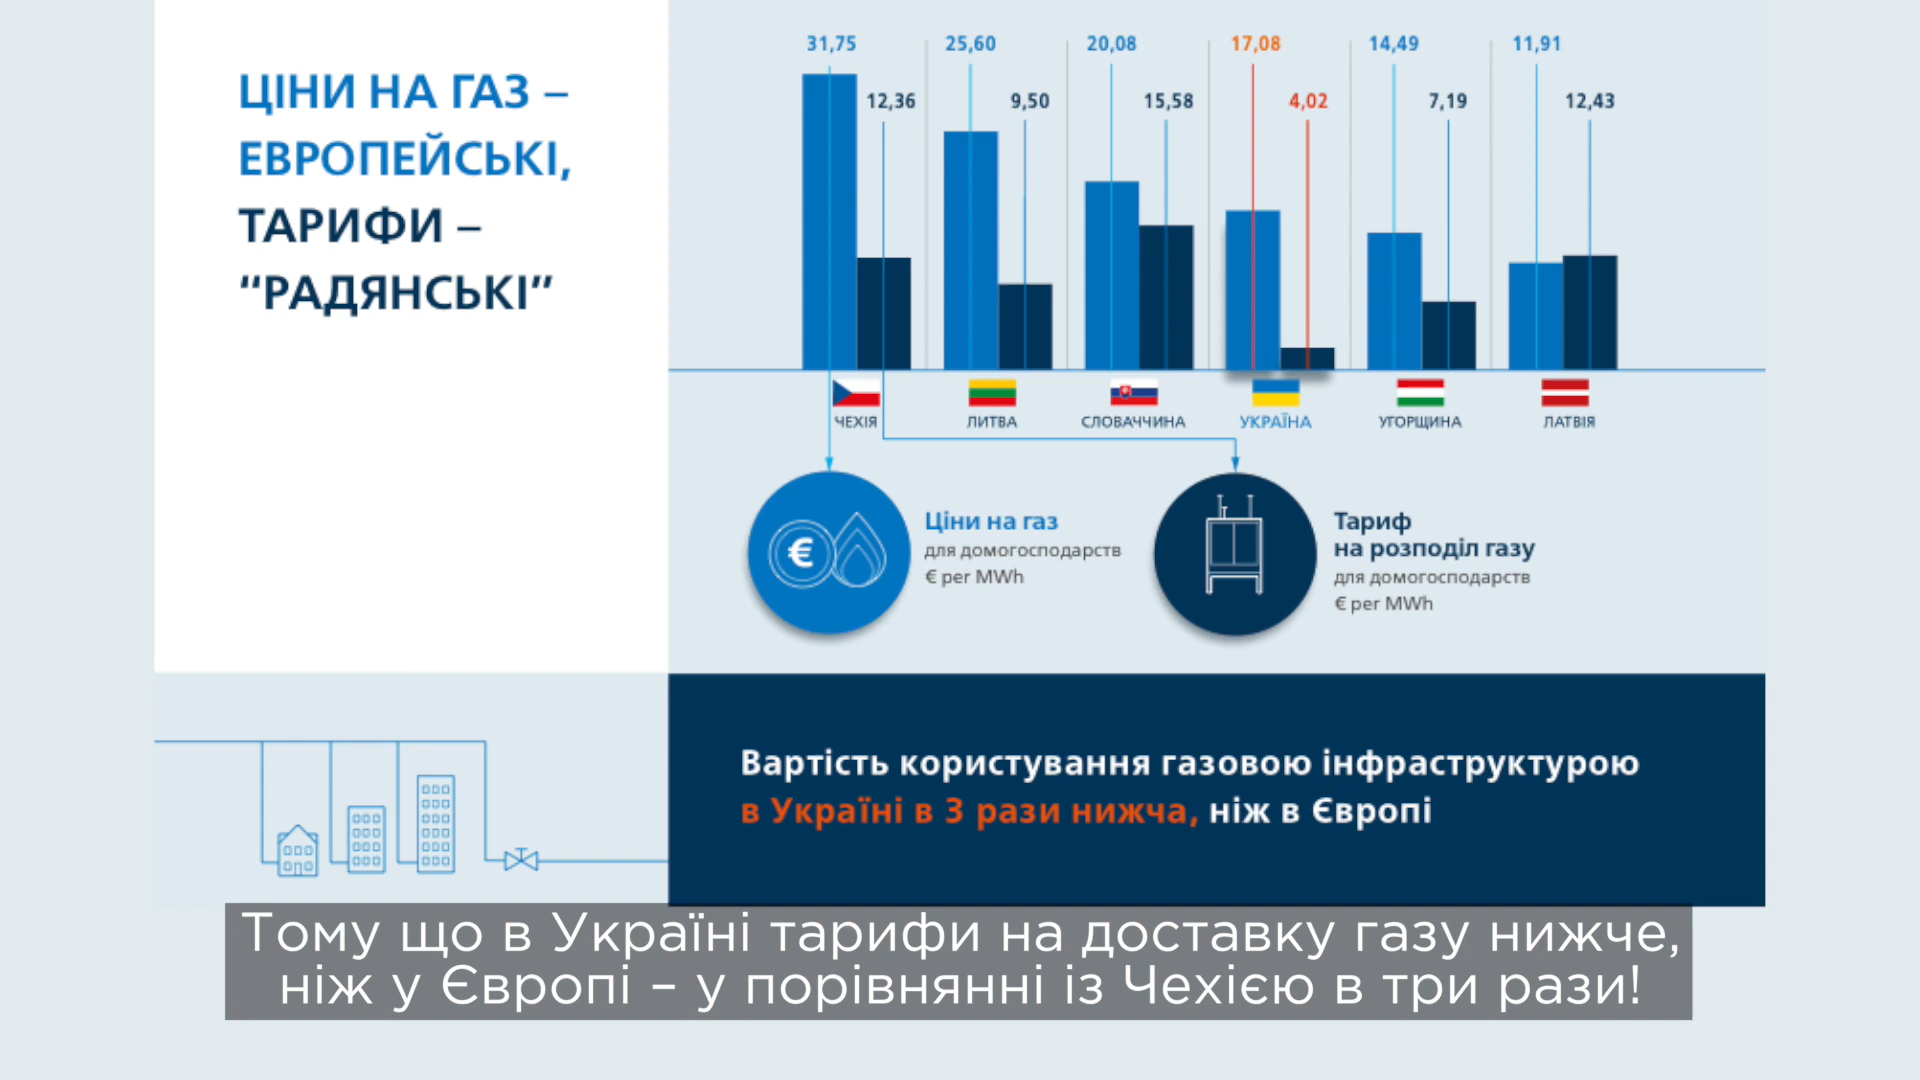 ЦІНИ НА ГАЗ –
ЕВРОПЕЙСЬКІ,
ТАРИФИ –
“РАДЯНСЬКІ”
31,75 25,60 20,08 17,08 14,49 11,91
12,36 9,50 15,58 4,02 7,19 12,43
ЧЕХІЯ ЛИТВА СЛОВАЧЧИНА УКРАЇНА УГОРЩИНА ЛАТВІЯ
€
Ціни на газ
для домогосподарств
€ per MWh
Тариф
на розподіл газу
для домогосподарств
€ per MWh
Вартість користування газовою інфраструктурою
в Україні в 3 рази нижча, ніж в Європі
Тому що в Україні тарифи на доставку газу нижче,
ніж у Європі – у порівнянні із Чехією в три рази!